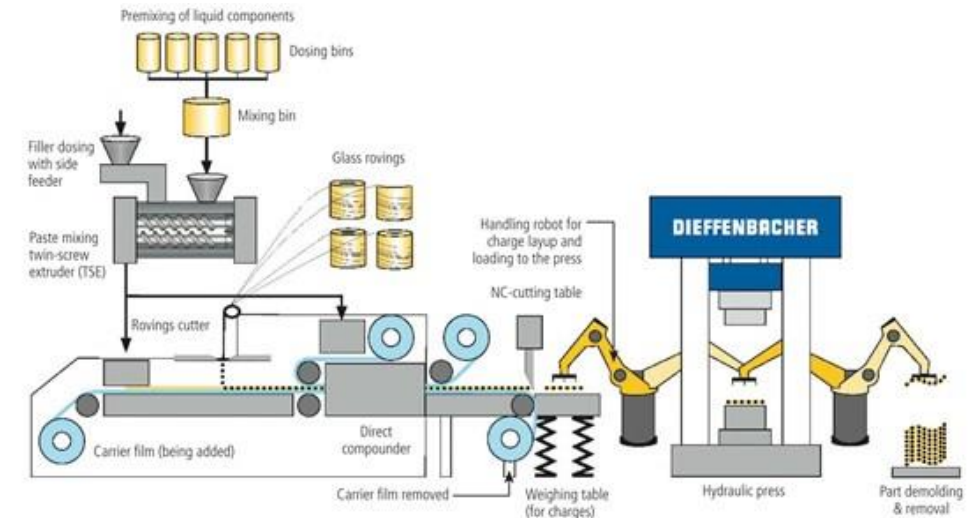 Premixing of liquid components
Dosing bins
Mixing bin
Filler dosing
with side
feeder
Glass rovings
Paste mixing
twin-screw
extruder (TSE)
Rovings cutter
Handling robot for
charge layup and
loading to the press
NC-cutting table
DIEFFENBACHER
Carrier film (being added)
Direct
compounder
Carrier film removed
Weighing table
(for charges)
Hydraulic press
Part demolding
& removal